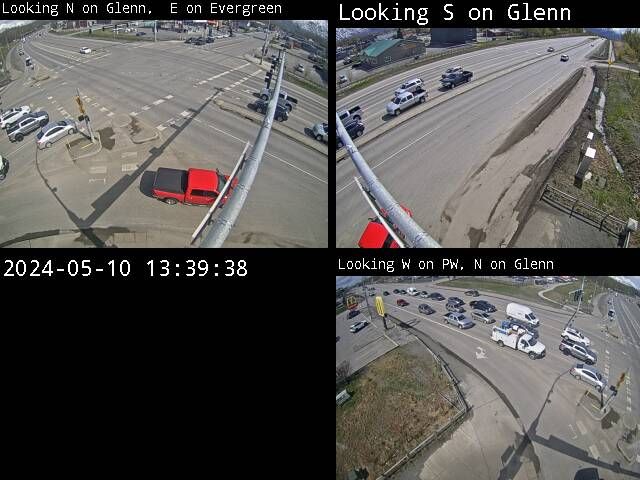 Looking N on Glenn, E on Evergreen
Looking S on Glenn
2024-05-10 13:39:38
Looking W on PW, N on Glenn